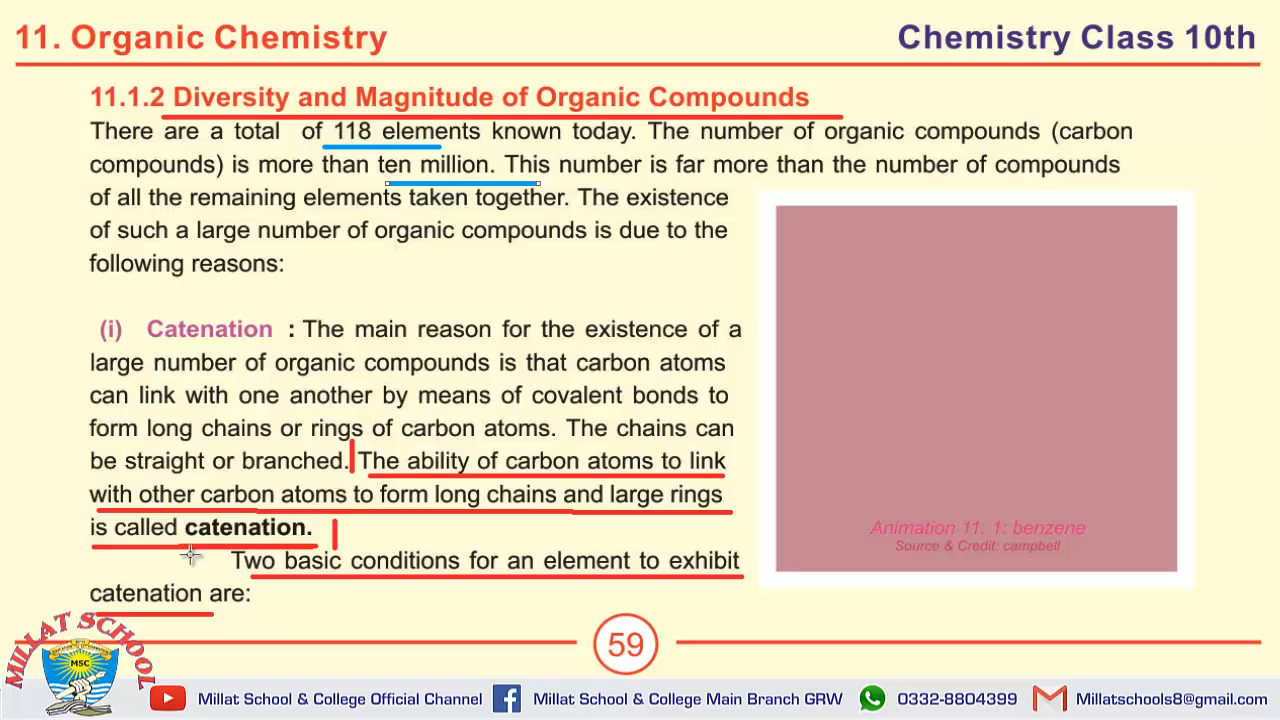 11. Organic Chemistry
Chemistry Class 10th
11.1.2 Diversity and Magnitude of Organic Compounds
There are a total of 118 elements known today. The number of organic compounds (carbon
compounds) is more than ten million. This number is far more than the number of compounds
of all the remaining elements taken together. The existence
of such a large number of organic compounds is due to the
following reasons:
(i) Catenation : The main reason for the existence of a
large number of organic compounds is that carbon atoms
can link with one another by means of covalent bonds to
form long chains or rings of carbon atoms. The chains can
be straight or branched. The ability of carbon atoms to link
with other carbon atoms to form long chains and large rings
is called catenation.
Two basic conditions for an element to exhibit
catenation are:
Animation 11. 1: benzene
Source & Credit: campbell
59
MILLAT SCHOOL
MSC
Millat School & College Official Channel
Millat School & College Main Branch GRW
0332-8804399
Millatschools8@gmail.com